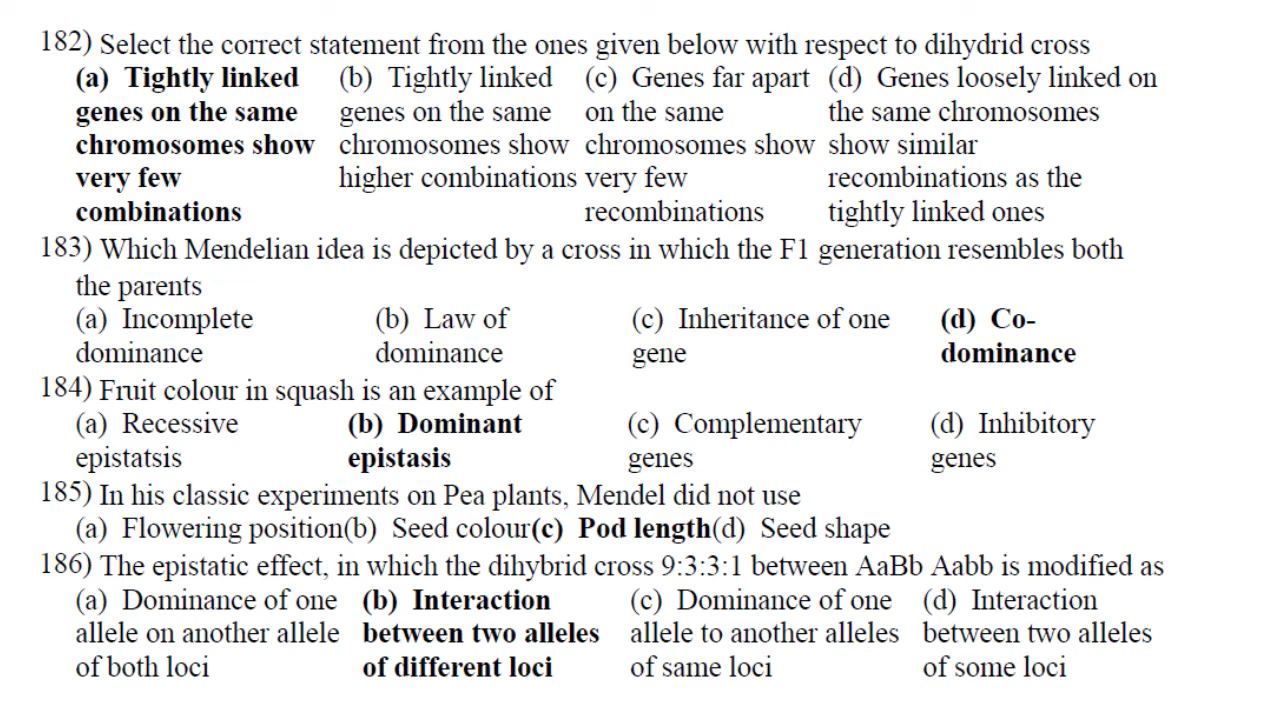 182) Select the correct statement from the ones given below with respect to dihydrid cross
(a) Tightly linked (b) Tightly linked (c) Genes far apart (d) Genes loosely linked on
genes on the same genes on the same on the same the same chromosomes
chromosomes show chromosomes show chromosomes show show similar
very few higher combinations very few recombinations as the
combinations recombinations tightly linked ones
183) Which Mendelian idea is depicted by a cross in which the F1 generation resembles both
the parents
(a) Incomplete (b) Law of (c) Inheritance of one (d) Co-
dominance dominance gene dominance
184) Fruit colour in squash is an example of
(a) Recessive (b) Dominant (c) Complementary (d) Inhibitory
epistatsis epistasis genes genes
185) In his classic experiments on Pea plants, Mendel did not use
(a) Flowering position(b) Seed colour(c) Pod length(d) Seed shape
186) The epistatic effect, in which the dihybrid cross 9:3:3:1 between AaBb Aabb is modified as
(a) Dominance of one (b) Interaction (c) Dominance of one (d) Interaction
allele on another allele between two alleles allele to another alleles between two alleles
of both loci of different loci of same loci of some loci